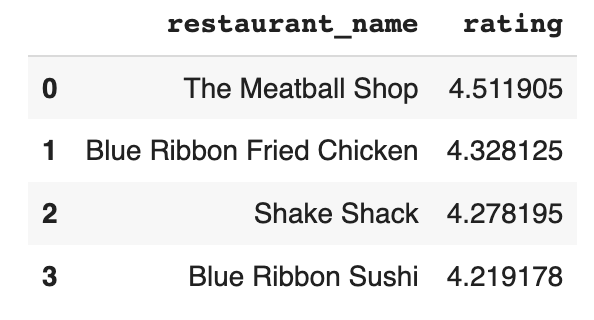 restaurant_name rating
0 The Meatball Shop 4.511905
1 Blue Ribbon Fried Chicken 4.328125
2 Shake Shack 4.278195
3 Blue Ribbon Sushi 4.219178